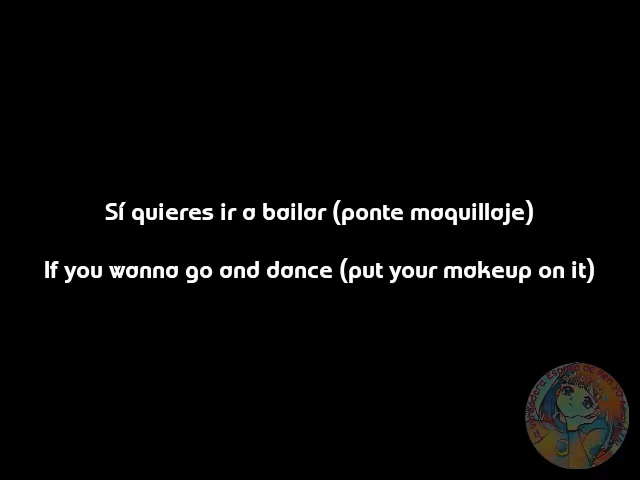 Sí quieres ir a bailar (ponte maquillaje)
If you wanna go and dance (put your makeup on it)